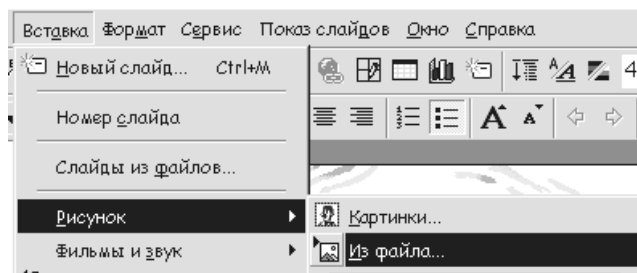 Вставка Формат Сервис Показ слайдов Окно Справка
Новый слайд... Ctrl+M
4
Номер слайда
A A
Слайды из файлов...
Рисунок
Картинки...
Фильмы и звук
Из файла...